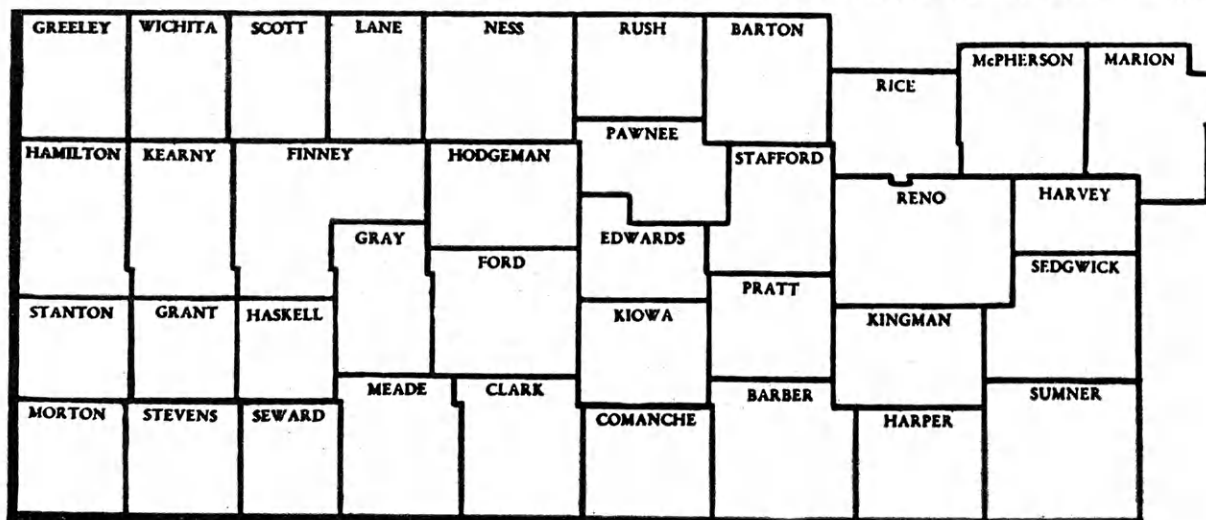 GREELEY
WICHITA
SCOTT
LANE
NESS
RUSH
BARTON
McPHERSON
MARION
RICE
PAWNEE
HAMILTON
KEARNY
FINNEY
HODGEMAN
STAFFORD
RENO
HARVEY
GRAY
EDWARDS
FORD
SEDGWICK
PRATT
STANTON
GRANT
HASKELL
KIOWA
KINGMAN
MEADE
CLARK
BARBER
SUMNER
MORTON
STEVENS
SEWARD
COMANCHE
HARPER